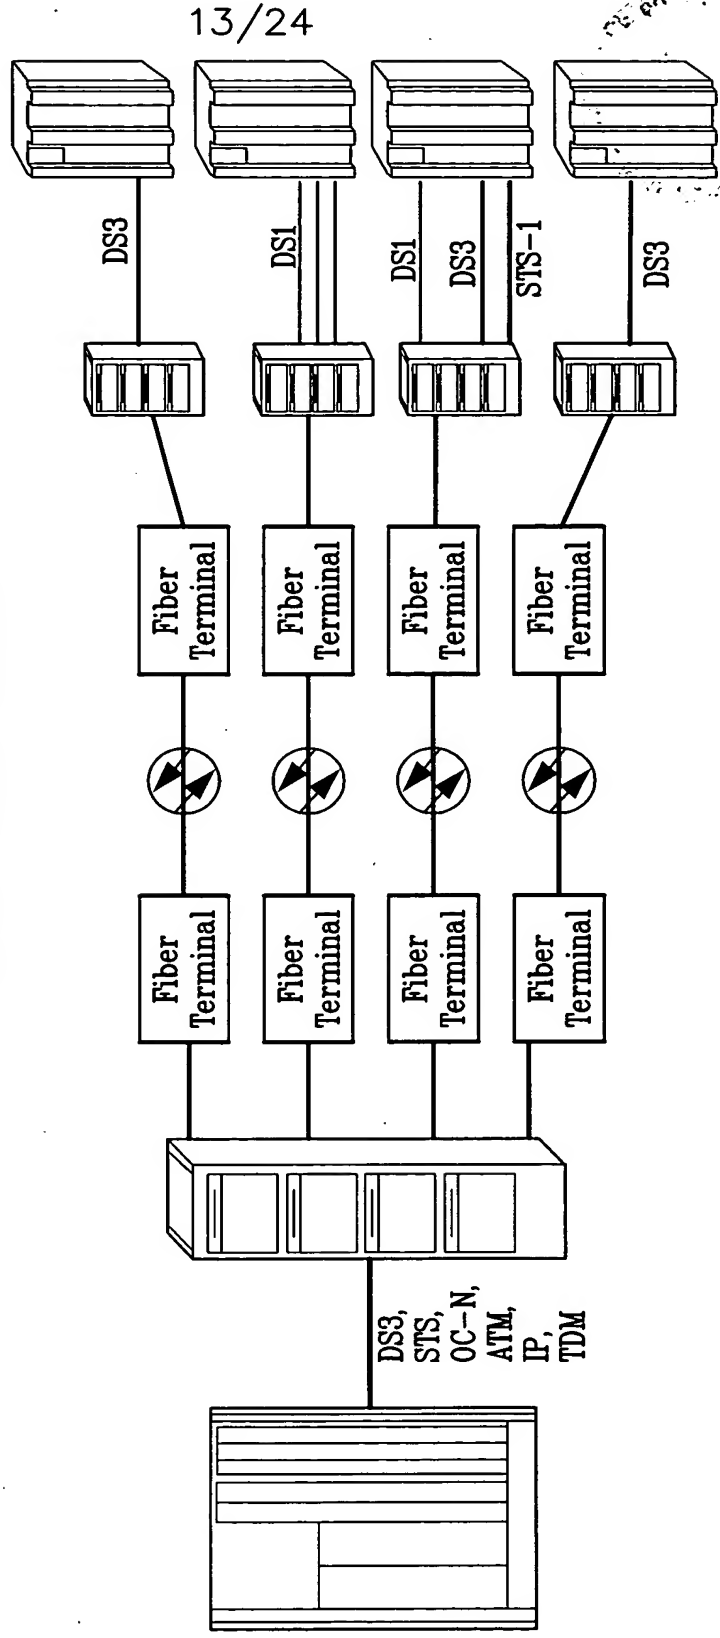 13/24
DS3
DS1
DS1
DS3
STS-1
DS3
Fiber
Terminal
Fiber
Terminal
Fiber
Terminal
Fiber
Terminal
Fiber
Terminal
Fiber
Terminal
Fiber
Terminal
Fiber
Terminal
DS3,
STS,
OC-N,
ATM,
IP,
TDM